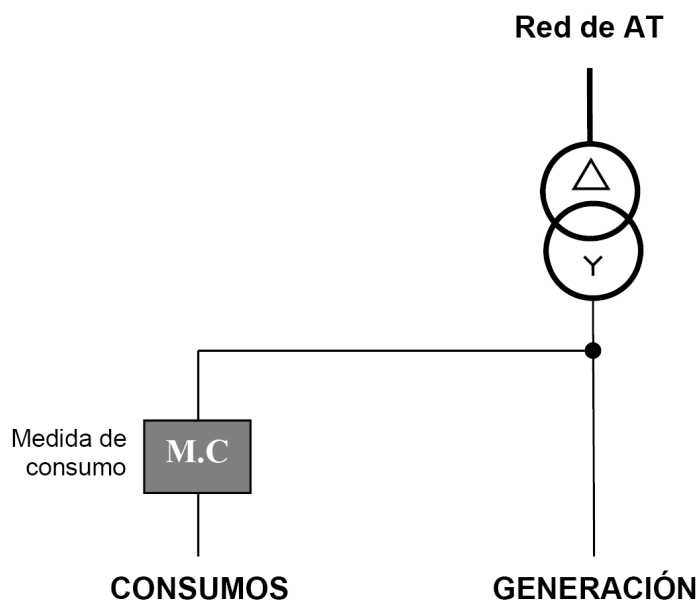 Red de AT
Medida de
consumo
M.C
CONSUMOS
GENERACIÓN